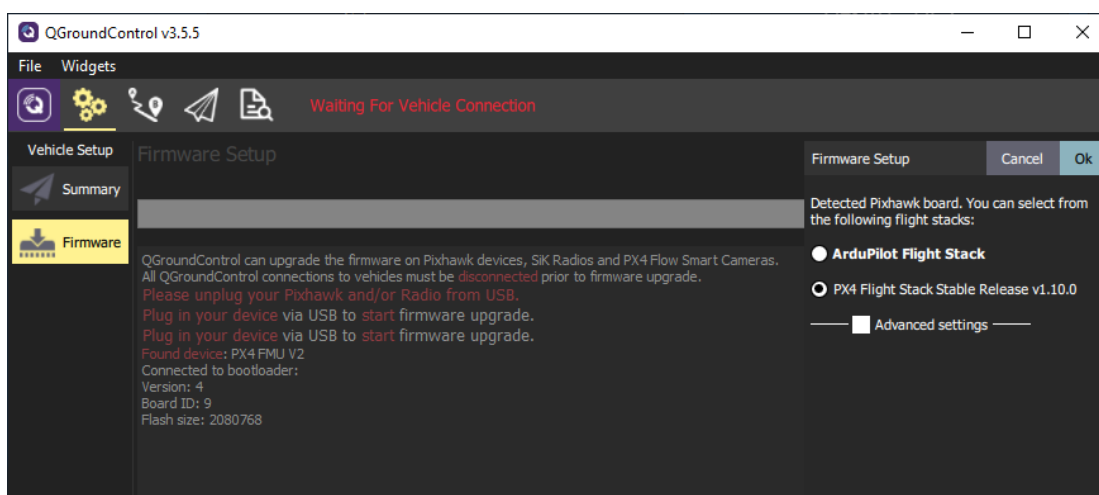 QGroundControl v3.5.5
File Widgets
Waiting For Vehicle Connection
Vehicle Setup
Summary
Firmware
Firmware Setup
QGroundControl can upgrade the firmware on Pixhawk devices, SiK Radios and PX4 Flow Smart Cameras.
All QGroundControl connections to vehicles must be disconnected prior to firmware upgrade.
Please unplug your Pixhawk and/or Radio from USB.
Plug in your device via USB to start firmware upgrade.
Plug in your device via USB to start firmware upgrade.
Found device: PX4 FMU V2
Connected to bootloader:
Version: 4
Board ID: 9
Flash size: 2080768
Firmware Setup Cancel Ok
Detected Pixhawk board. You can select from
the following flight stacks:
ArduPilot Flight Stack
PX4 Flight Stack Stable Release v1.10.0
Advanced settings